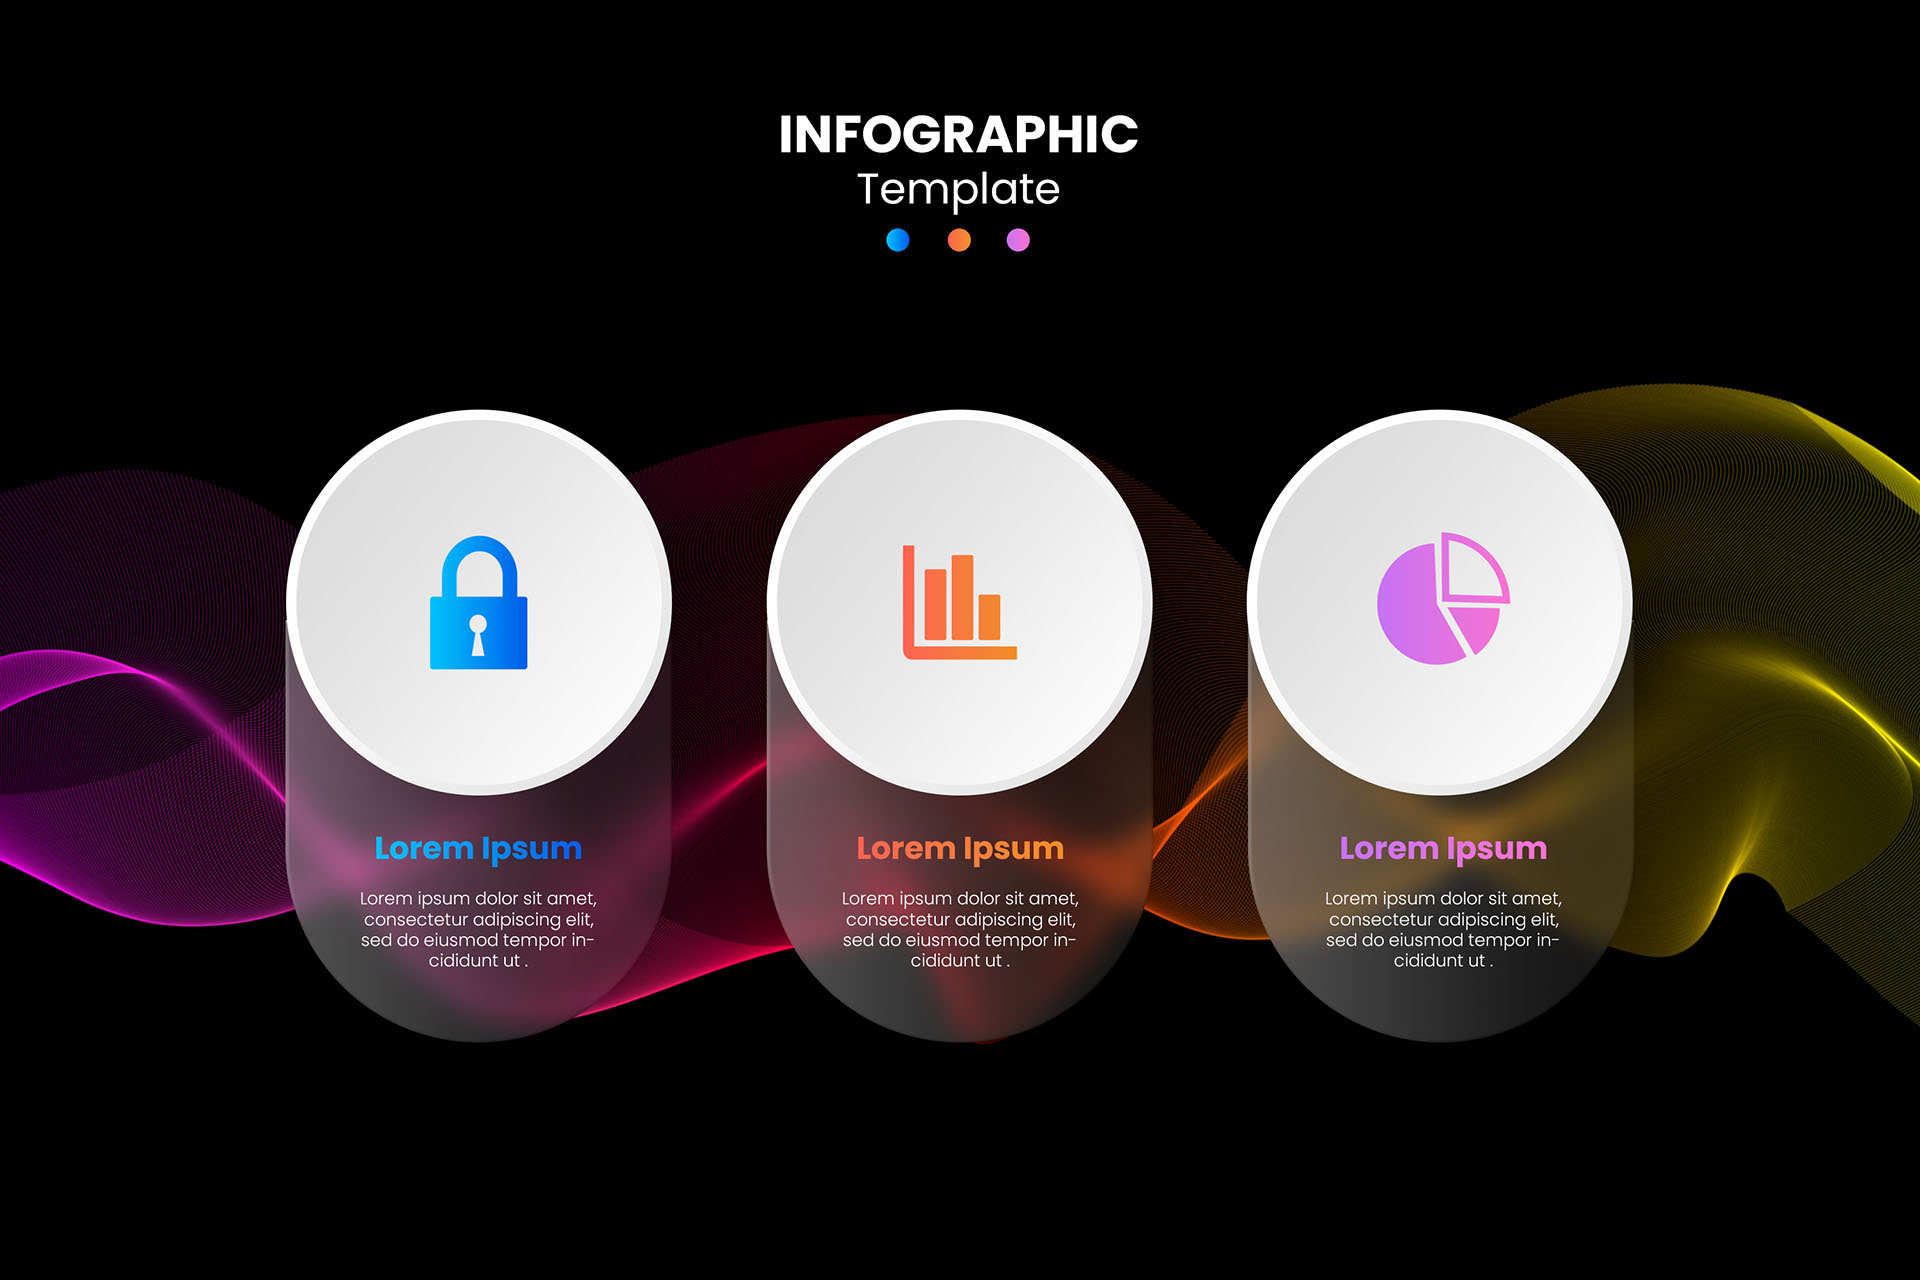 INFOGRAPHIC
Template
Lorem Ipsum
Lorem ipsum dolor sit amet,
consectetur adipiscing elit,
sed do eiusmod tempor in-
cididunt ut .
Lorem Ipsum
Lorem ipsum dolor sit amet,
consectetur adipiscing elit,
sed do eiusmod tempor in-
cididunt ut .
Lorem Ipsum
Lorem ipsum dolor sit amet,
consectetur adipiscing elit,
sed do eiusmod tempor in-
cididunt ut .